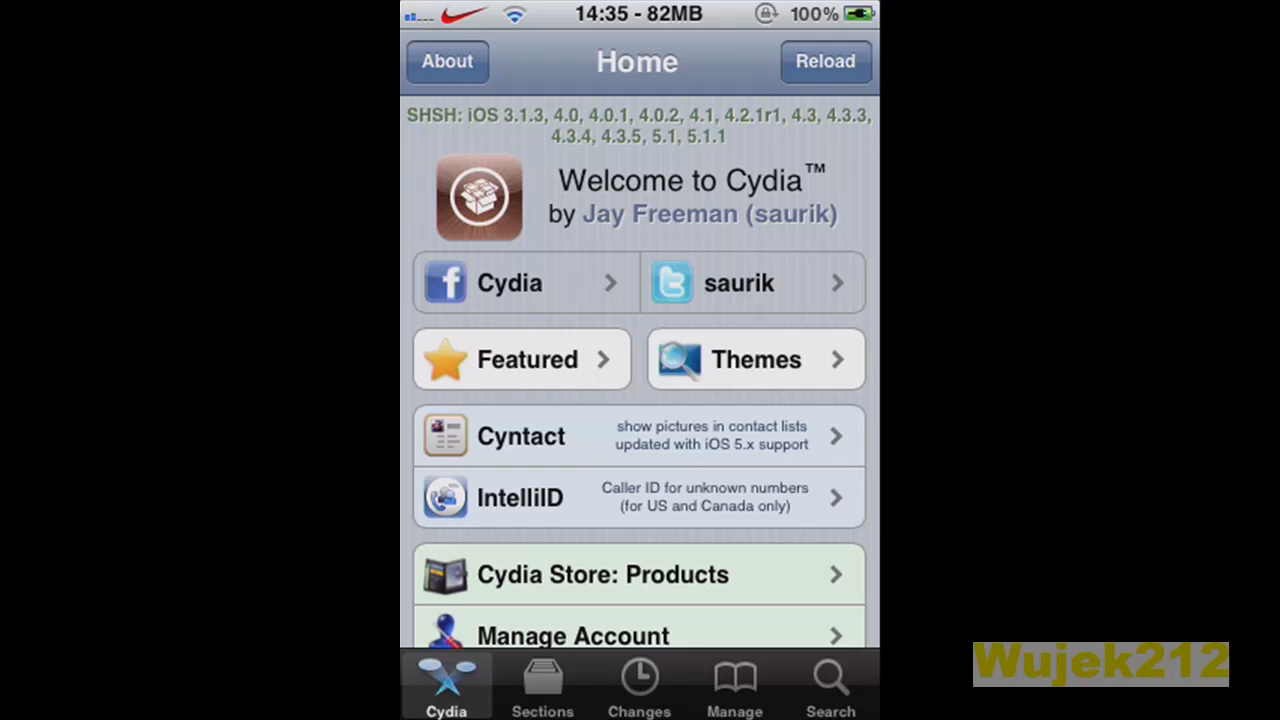 14:35 - 82MB
100%
About
Home
Reload
SHSH: iOS 3.1.3, 4.0, 4.0.1, 4.0.2, 4.1, 4.2.1r1, 4.3, 4.3.3,
4.3.4, 4.3.5, 5.1, 5.1.1
Welcome to Cydia™
by Jay Freeman (saurik)
Cydia
saurik
Featured
Themes
Cyntact
show pictures in contact lists
updated with iOS 5.x support
IntelliID
Caller ID for unknown numbers
(for US and Canada only)
Cydia Store: Products
Manage Account
Cydia
Sections
Changes
Manage
Search
Wujek212